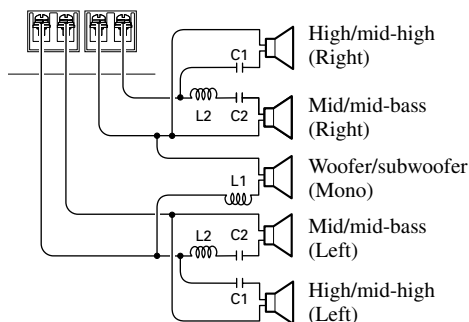 High/mid-high
(Right)
C1
Mid/mid-bass
(Right)
L2
C2
Woofer/subwoofer
(Mono)
L1
Mid/mid-bass
(Left)
L2
C2
High/mid-high
(Left)
C1